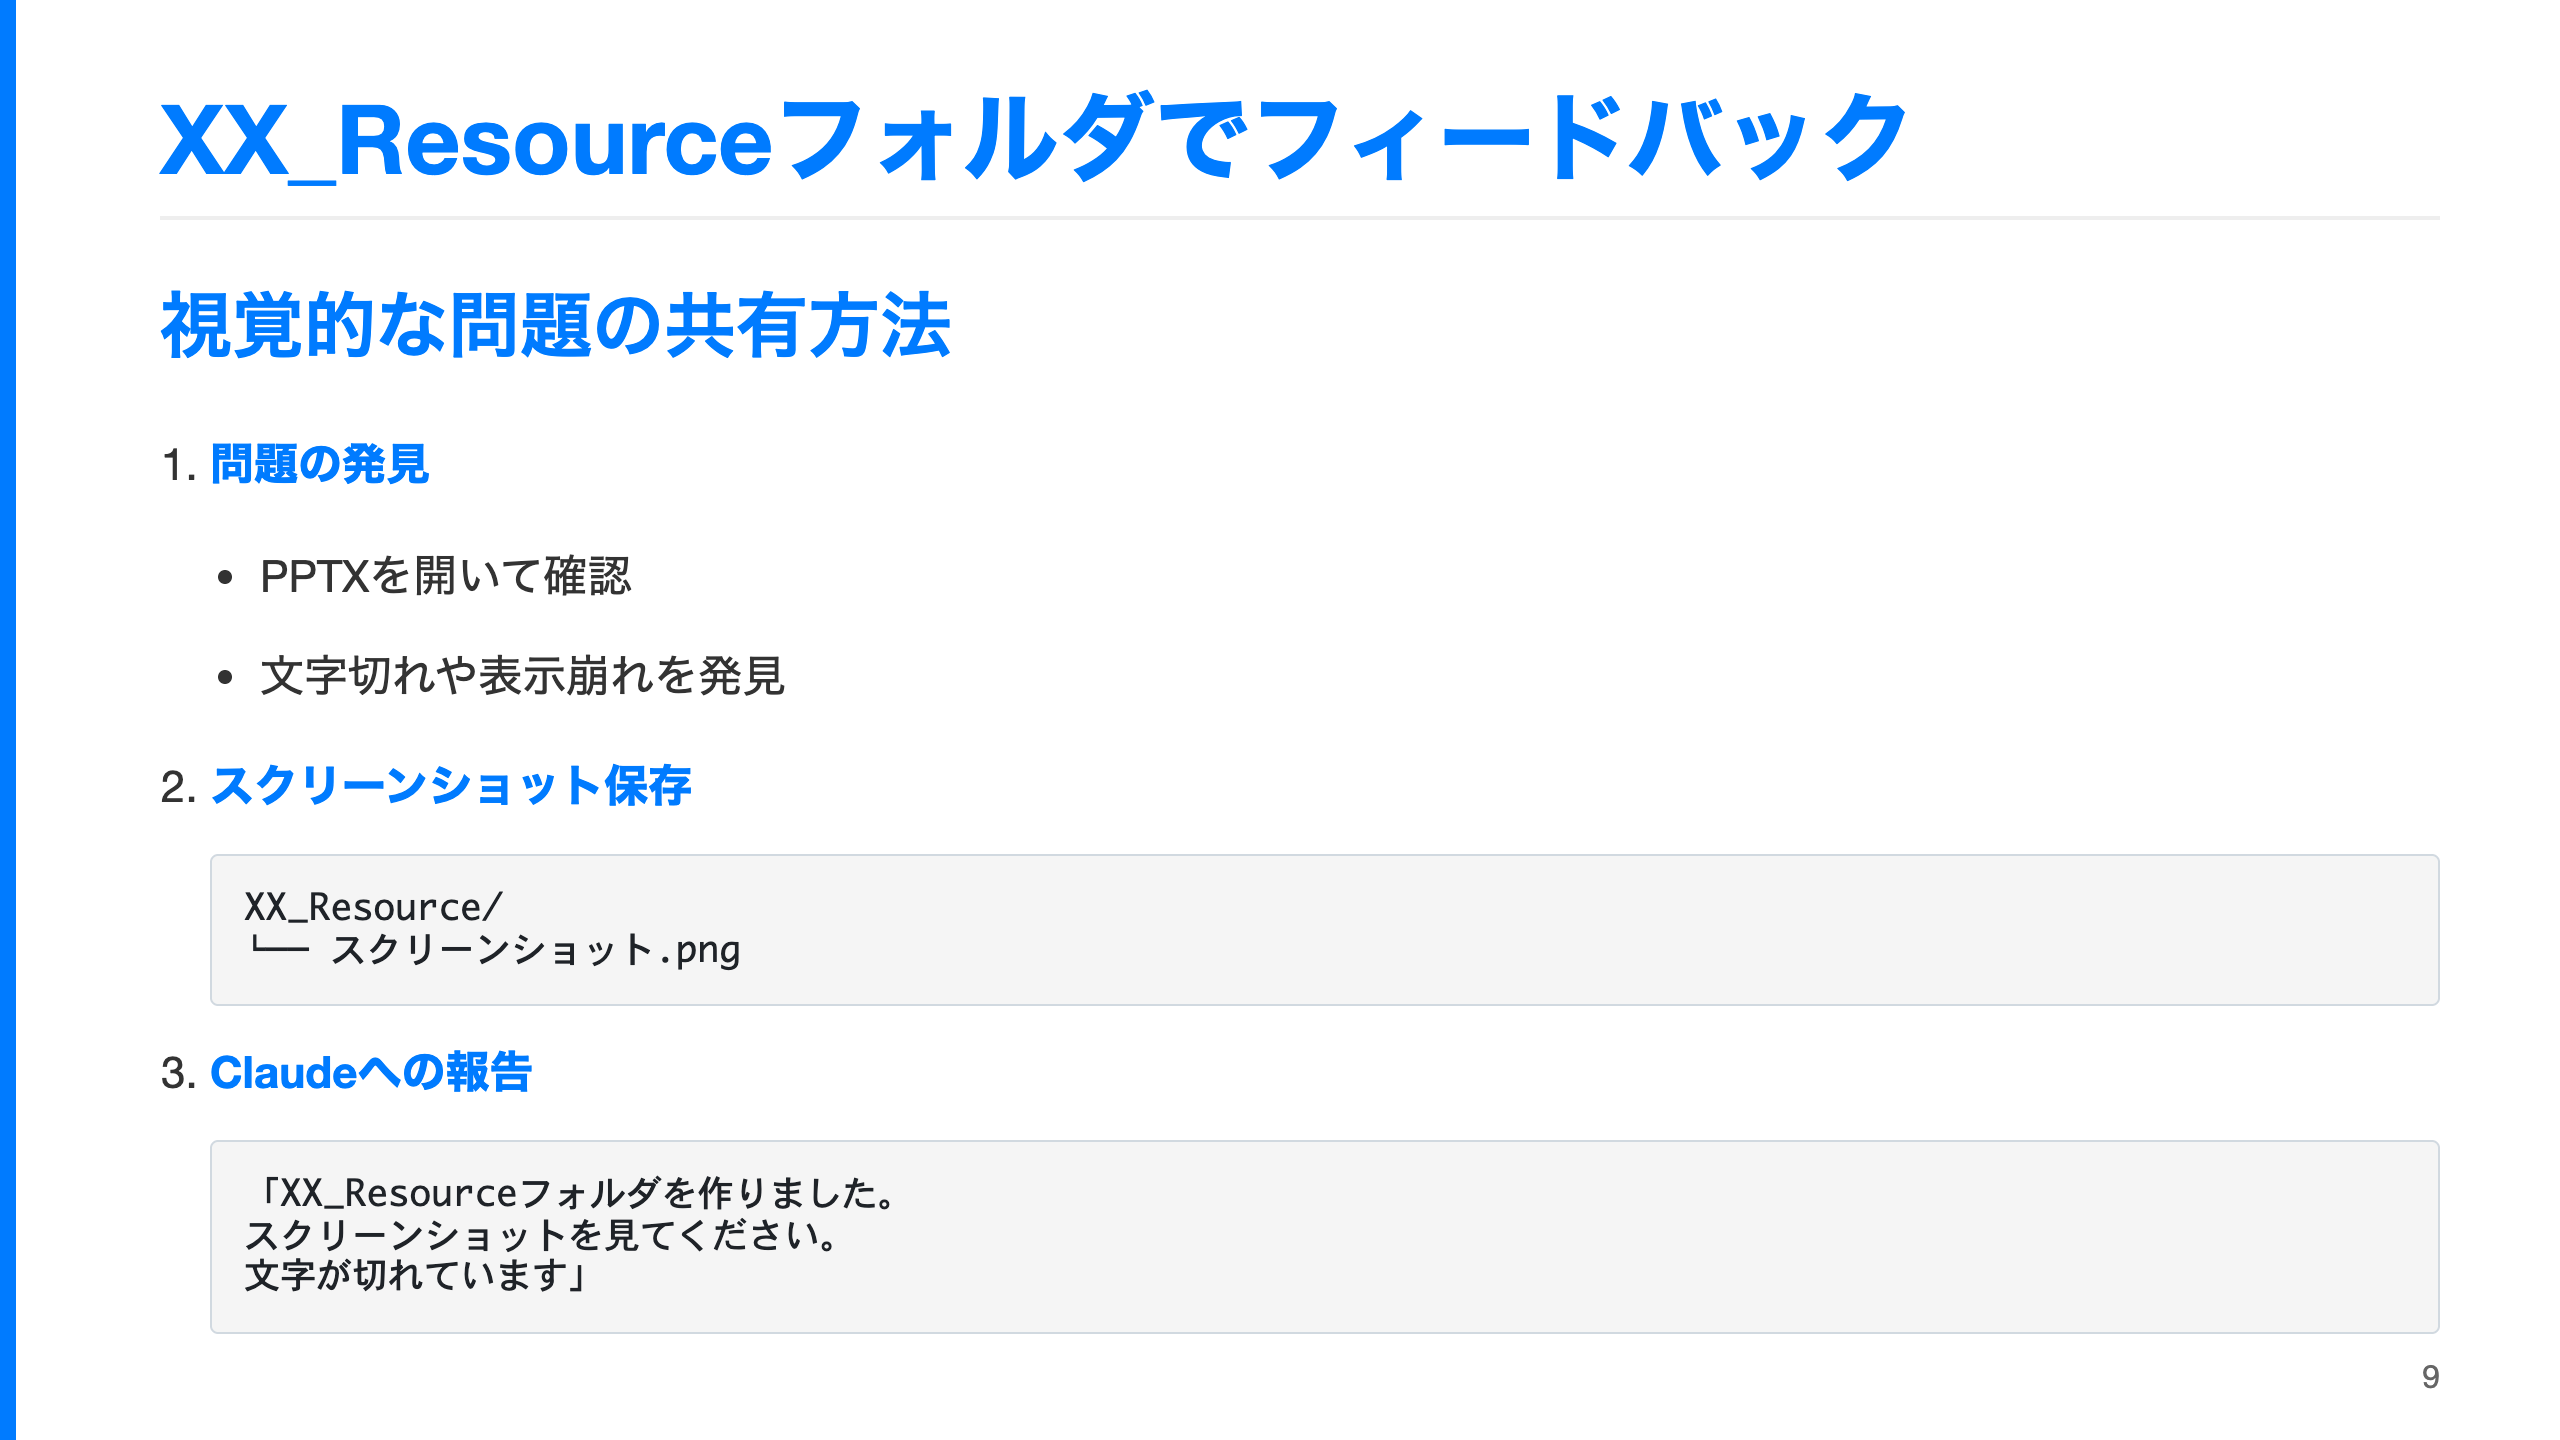 XX_Resourceフォルダでフィードバック
視覚的な問題の共有方法
1. 問題の発見
• PPTXを開いて確認
• 文字切れや表示崩れを発見
2. スクリーンショット保存
XX_Resource/
└── スクリーンショット.png
3. Claudeへの報告
「XX_Resourceフォルダを作りました。
スクリーンショットを見てください。
文字が切れています」
9